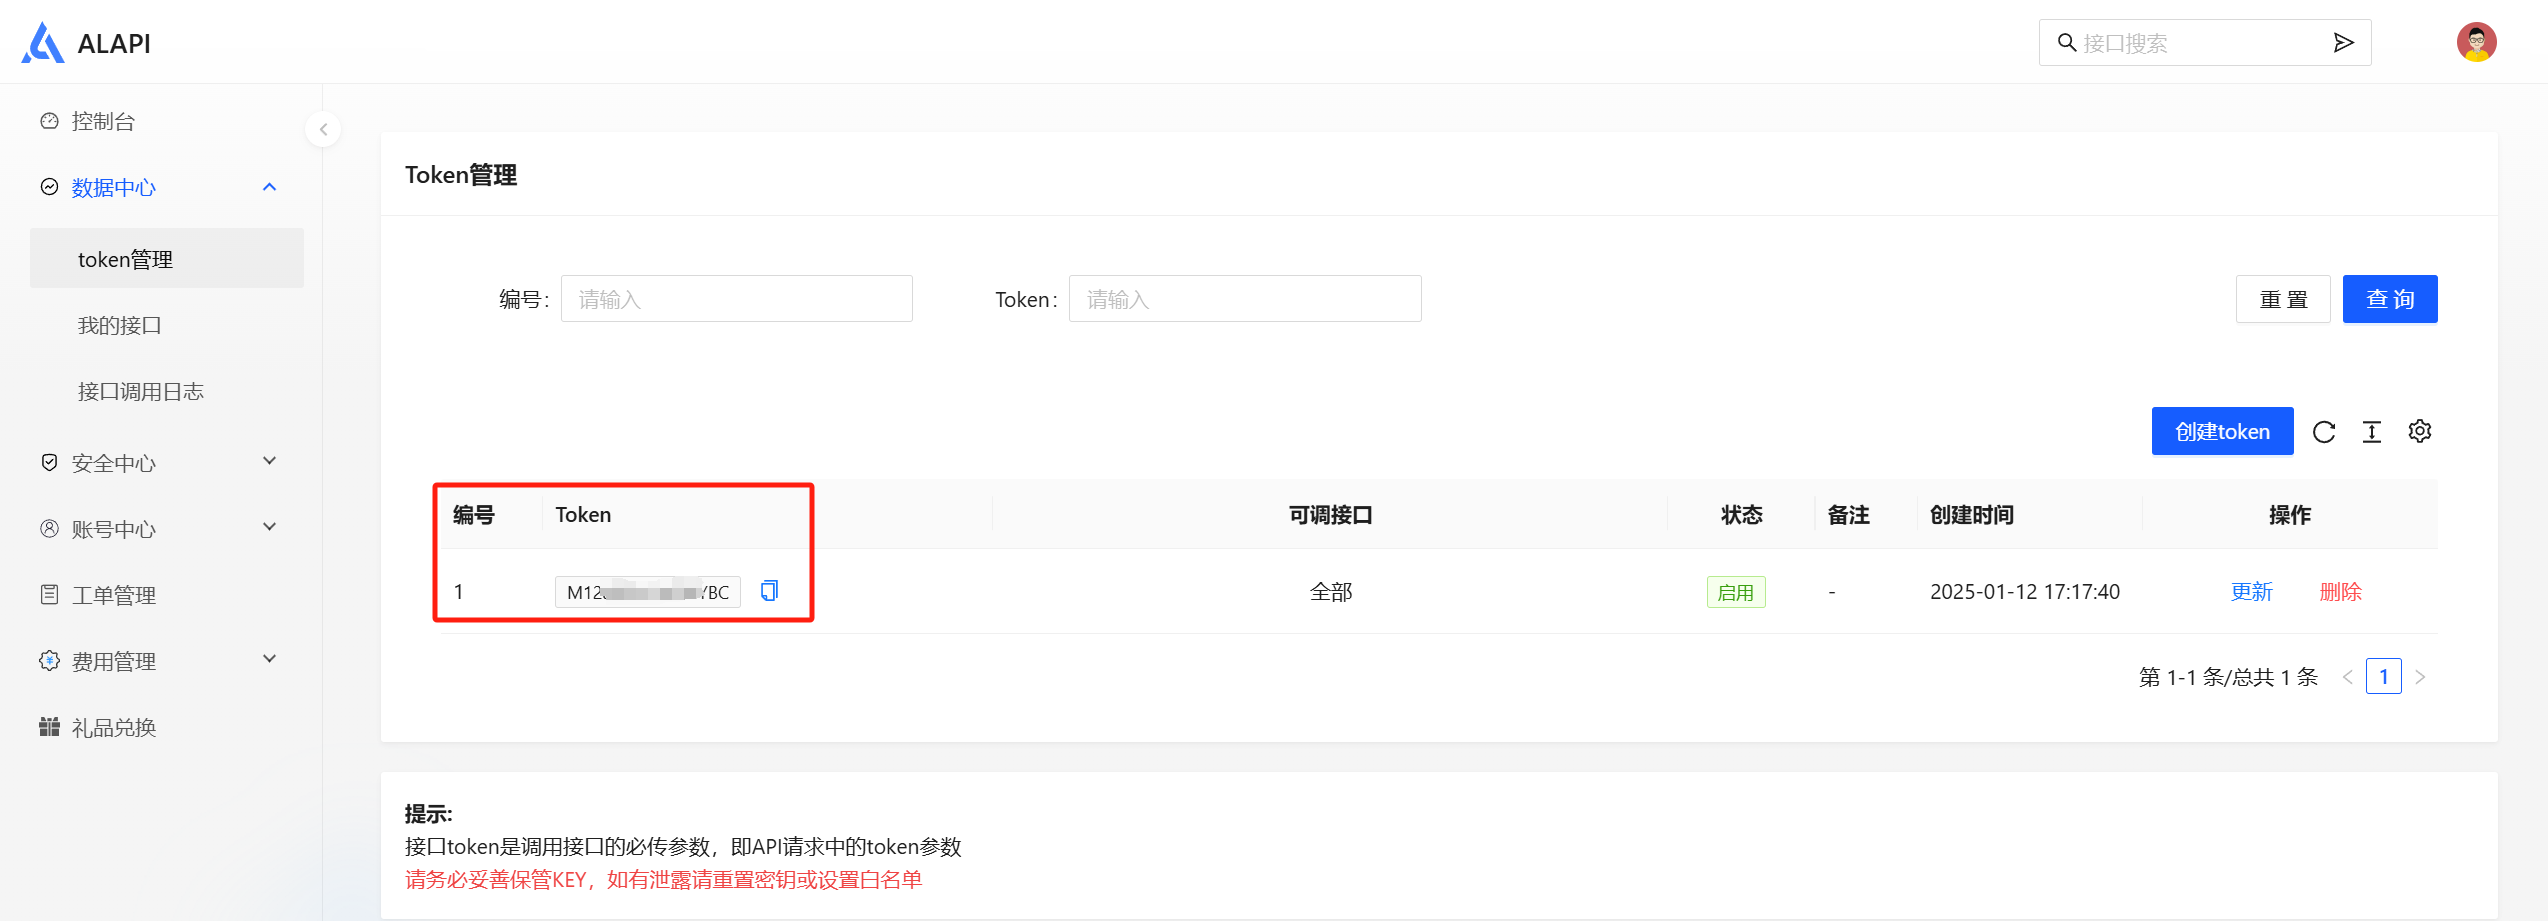 ALAPI
接口搜索
控制台
数据中心
token管理
我的接口
接口调用日志
安全中心
账号中心
工单管理
费用管理
礼品兑换
Token管理
编号: 请输入 Token: 请输入 重 置 查 询
创建token
编号 Token 可调接口 状态 备注 创建时间 操作
1 M12 YBC 全部 启用 - 2025-01-12 17:17:40 更新 删除
第 1-1 条/总共 1 条 < 1 >
提示:
接口token是调用接口的必传参数，即API请求中的token参数
请务必妥善保管KEY，如有泄露请重置密钥或设置白名单